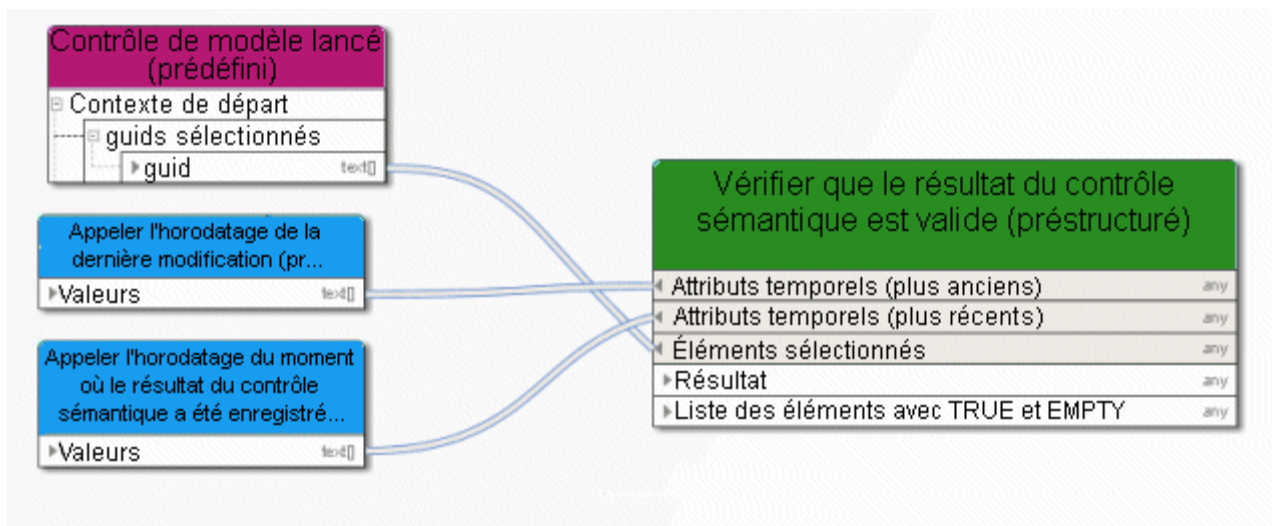 Contrôle de modèle lancé
(prédéfini)
Contexte de départ
guids sélectionnés
guid text[]
Appeler l'horodatage de la
dernière modification (pr...
Valeurs text[]
Appeler l'horodatage du moment
où le résultat du contrôle
sémantique a été enregistré...
Valeurs text[]
Vérifier que le résultat du contrôle
sémantique est valide (préstructuré)
Attributs temporels (plus anciens) any
Attributs temporels (plus récents) any
Éléments sélectionnés any
Résultat any
Liste des éléments avec TRUE et EMPTY any